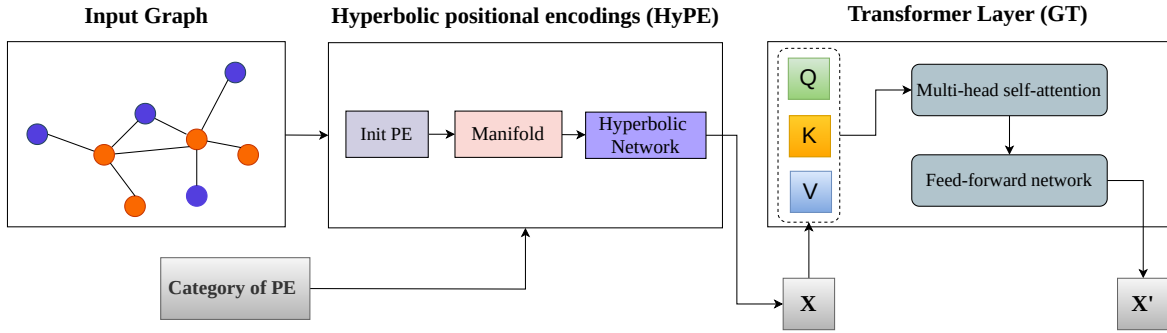 Input Graph
Hyperbolic positional encodings (HyPE)
Transformer Layer (GT)
Init PE
Manifold
Hyperbolic
Network
Q
K
V
Multi-head self-attention
Feed-forward network
Category of PE
X
X'